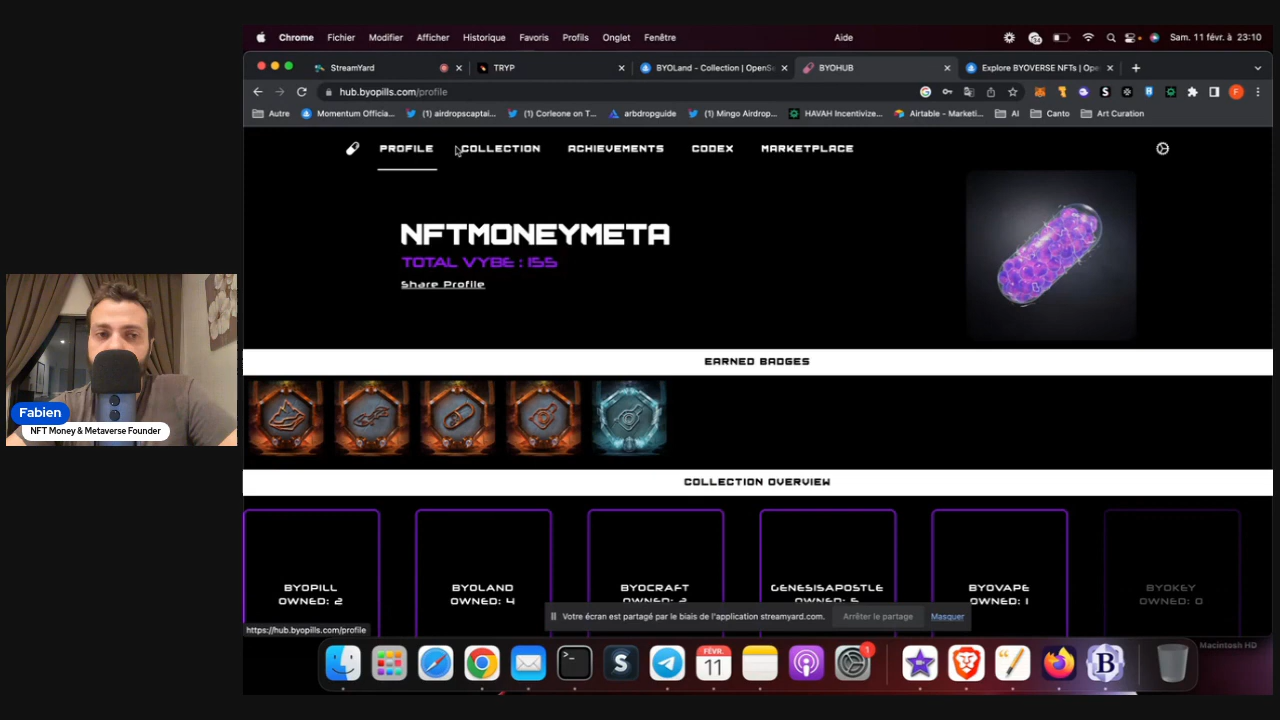 Chrome Fichier Modifier Afficher Historique Favoris Profils Onglet Fenêtre Aide Sam. 11 févr. à 23:10
StreamYard TRYP BYOLand - Collection | OpenSe BYOHUB Explore BYOVERSE NFTs | Ope
hub.byopills.com/profile
Autre Momentum Officia... (1) airdropscaptai... (1) Corleone on T... arbdropguide (1) Mingo Airdrop... HAVAH Incentivize... Airtable - Marketi... AI Canto Art Curation
PROFILE COLLECTION ACHIEVEMENTS CODEX MARKETPLACE
NFTMONEYMETA
TOTAL VYBE : 155
Share Profile
EARNED BADGES
COLLECTION OVERVIEW
BYOPILL BYOLAND BYOCRAFT GENESISAPOSTLE BYOVAPE BYOKEY
OWNED: 2 OWNED: 4 OWNED: 2 OWNED: 5 OWNED: 1 OWNED: 0
Votre écran est partagé par le biais de l'application streamyard.com. Arrêter le partage Masquer
https://hub.byopills.com/profile
Macintosh HD
FÉVR.
11
1
S
B
Fabien
NFT Money & Metaverse Founder